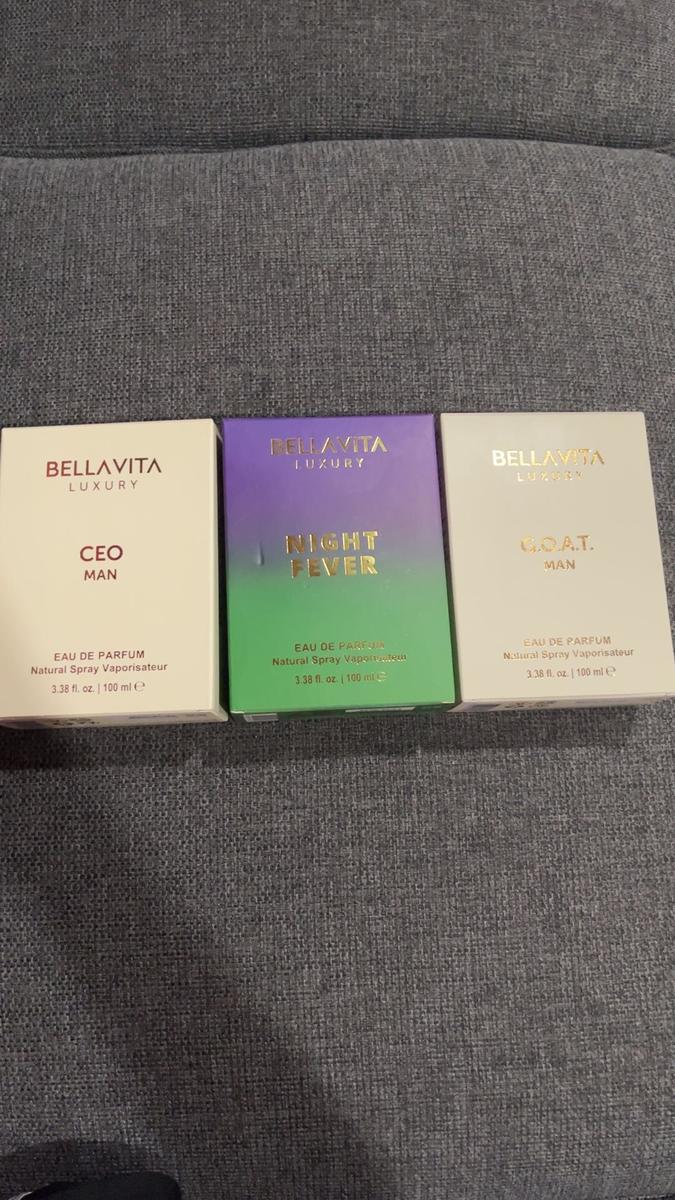 BELLAVITA
LUXURY
CEO
MAN
EAU DE PARFUM
Natural Spray Vaporisateur
3.38 fl. oz. | 100 ml ℮
BELLAVITA
LUXURY
NIGHT
FEVER
EAU DE PARFUM
Natural Spray Vaporisateur
3.38 fl. oz. | 100 ml ℮
BELLAVITA
LUXURY
G.O.A.T.
MAN
EAU DE PARFUM
Natural Spray Vaporisateur
3.38 fl. oz. | 100 ml ℮